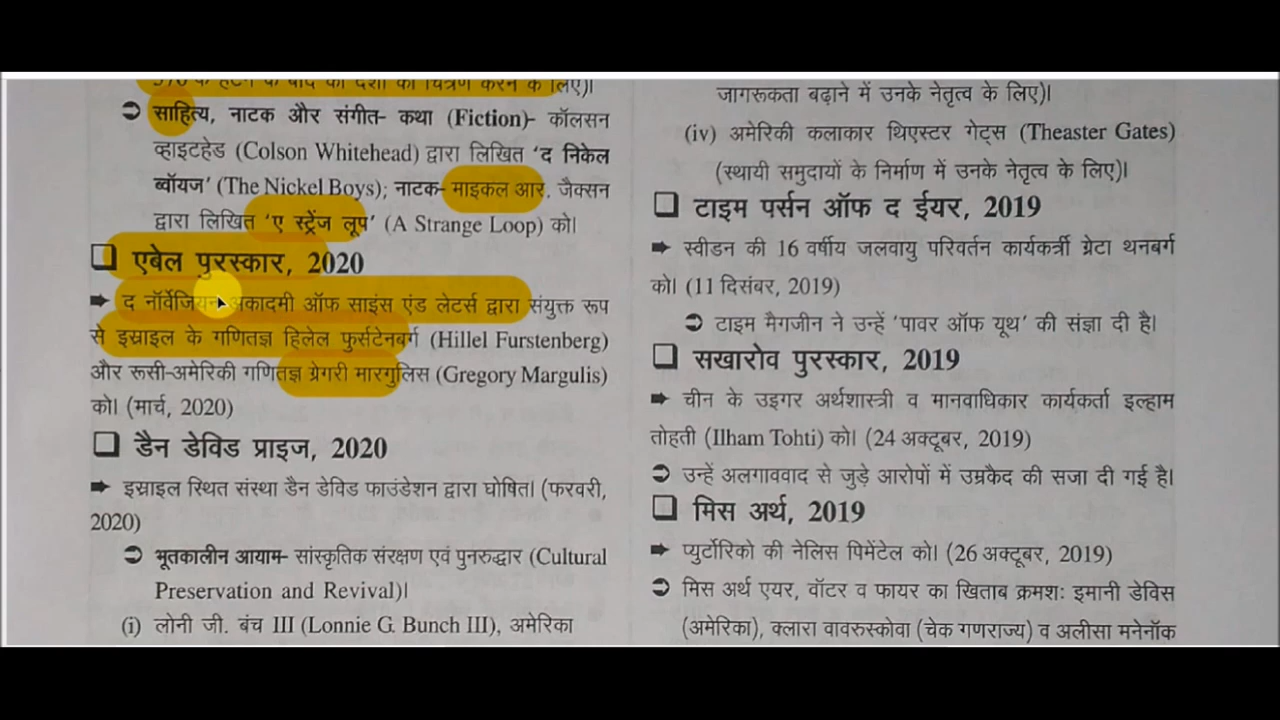 370 के हटने के बाद की दशा का चित्रण करने के लिए)।
➲ साहित्य, नाटक और संगीत- कथा (Fiction)- कॉलसन
व्हाइटहेड (Colson Whitehead) द्वारा लिखित 'द निकेल
ब्वॉयज' (The Nickel Boys); नाटक- माइकल आर. जैक्सन
द्वारा लिखित 'ए स्ट्रेंज लूप' (A Strange Loop) को।
❑ एबेल पुरस्कार, 2020
➡ द नॉर्वेजियन अकादमी ऑफ साइंस एंड लेटर्स द्वारा संयुक्त रूप
से इस्राइल के गणितज्ञ हिलेल फुर्सटेनबर्ग (Hillel Furstenberg)
और रूसी-अमेरिकी गणितज्ञ ग्रेगरी मारगुलिस (Gregory Margulis)
को। (मार्च, 2020)
❑ डैन डेविड प्राइज, 2020
➡ इस्राइल स्थित संस्था डैन डेविड फाउंडेशन द्वारा घोषित। (फरवरी,
2020)
➲ भूतकालीन आयाम- सांस्कृतिक संरक्षण एवं पुनरुद्धार (Cultural
Preservation and Revival)।
(i) लोनी जी. बंच III (Lonnie G. Bunch III), अमेरिका
जागरूकता बढ़ाने में उनके नेतृत्व के लिए)।
(iv) अमेरिकी कलाकार थिएस्टर गेट्स (Theaster Gates)
(स्थायी समुदायों के निर्माण में उनके नेतृत्व के लिए)।
❑ टाइम पर्सन ऑफ द ईयर, 2019
➡ स्वीडन की 16 वर्षीय जलवायु परिवर्तन कार्यकर्त्री ग्रेटा थनबर्ग
को। (11 दिसंबर, 2019)
➲ टाइम मैगजीन ने उन्हें 'पावर ऑफ यूथ' की संज्ञा दी है।
❑ सखारोव पुरस्कार, 2019
➡ चीन के उइगर अर्थशास्त्री व मानवाधिकार कार्यकर्ता इल्हाम
तोहती (Ilham Tohti) को। (24 अक्टूबर, 2019)
➲ उन्हें अलगाववाद से जुड़े आरोपों में उम्रकैद की सजा दी गई है।
❑ मिस अर्थ, 2019
➡ प्युर्टोरिको की नेलिस पिमेंटेल को। (26 अक्टूबर, 2019)
➲ मिस अर्थ एयर, वॉटर व फायर का खिताब क्रमशः इमानी डेविस
(अमेरिका), क्लारा वावरुस्कोवा (चेक गणराज्य) व अलीसा मनेनॉक